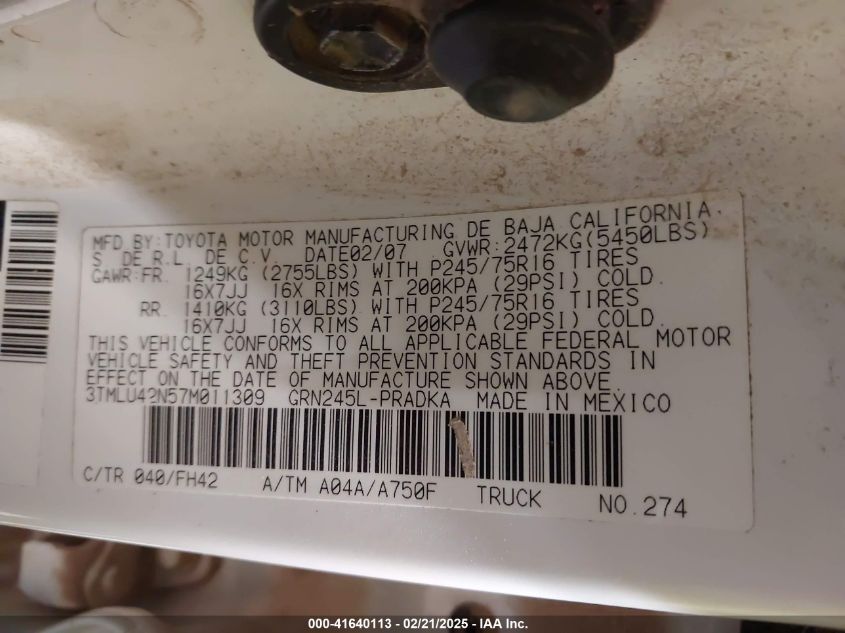 MFD. BY: TOYOTA MOTOR MANUFACTURING DE BAJA CALIFORNIA.
S. DE R.L. DE C.V. DATE02/07 GVWR:2472KG(5450LBS)
GAWR:FR. 1249KG (2755LBS) WITH P245/75R16 TIRES
16X7JJ 16X RIMS AT 200KPA (29PSI) COLD.
RR. 1410KG (3110LBS) WITH P245/75R16 TIRES
16X7JJ 16X RIMS AT 200KPA (29PSI) COLD.
THIS VEHICLE CONFORMS TO ALL APPLICABLE FEDERAL MOTOR
VEHICLE SAFETY AND THEFT PREVENTION STANDARDS IN
EFFECT ON THE DATE OF MANUFACTURE SHOWN ABOVE.
3TMLU42N57M011309 GRN245L-PRADKA MADE IN MEXICO
C/TR 040/FH42 A/TM A04A/A750F TRUCK NO.274
000-41640113 - 02/21/2025 - IAA Inc.